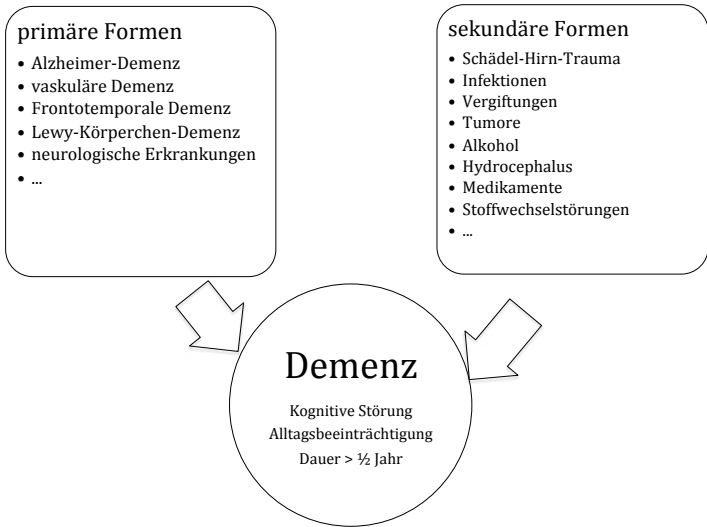 primäre Formen
• Alzheimer-Demenz
• vaskuläre Demenz
• Frontotemporale Demenz
• Lewy-Körperchen-Demenz
• neurologische Erkrankungen
• ...
sekundäre Formen
• Schädel-Hirn-Trauma
• Infektionen
• Vergiftungen
• Tumore
• Alkohol
• Hydrocephalus
• Medikamente
• Stoffwechselstörungen
• ...
Demenz
Kognitive Störung
Alltagsbeeinträchtigung
Dauer > ½ Jahr